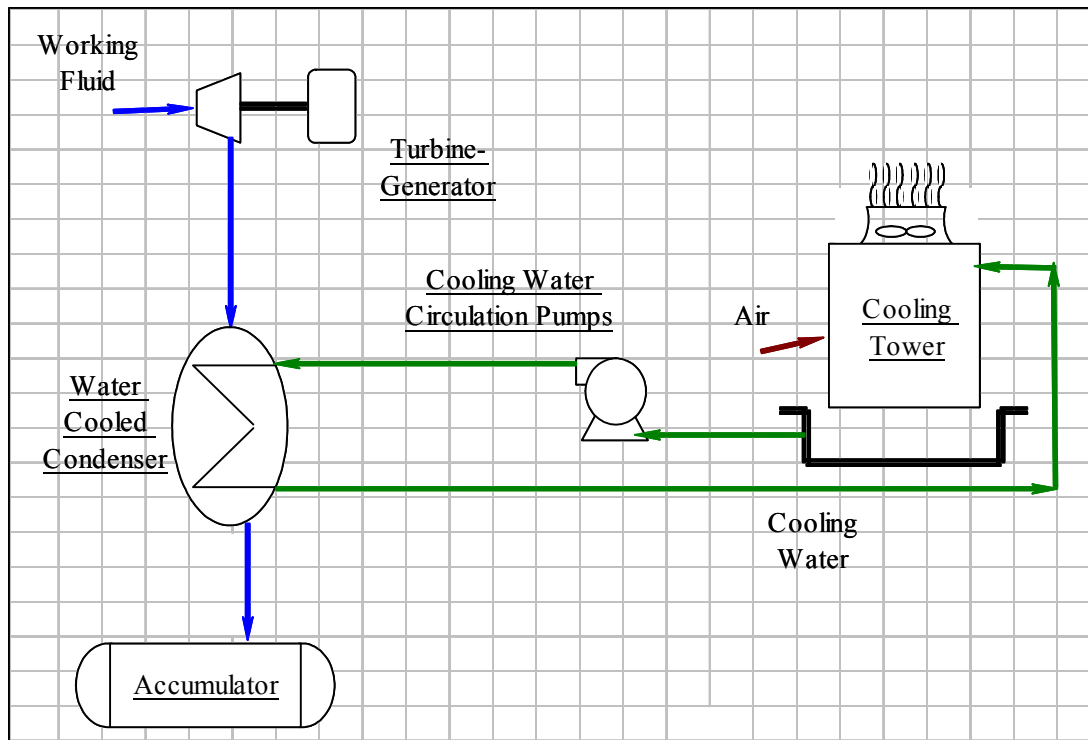 Working
Fluid
Turbine-
Generator
Cooling Water
Circulation Pumps
Air
Cooling
Tower
Water
Cooled
Condenser
Cooling
Water
Accumulator